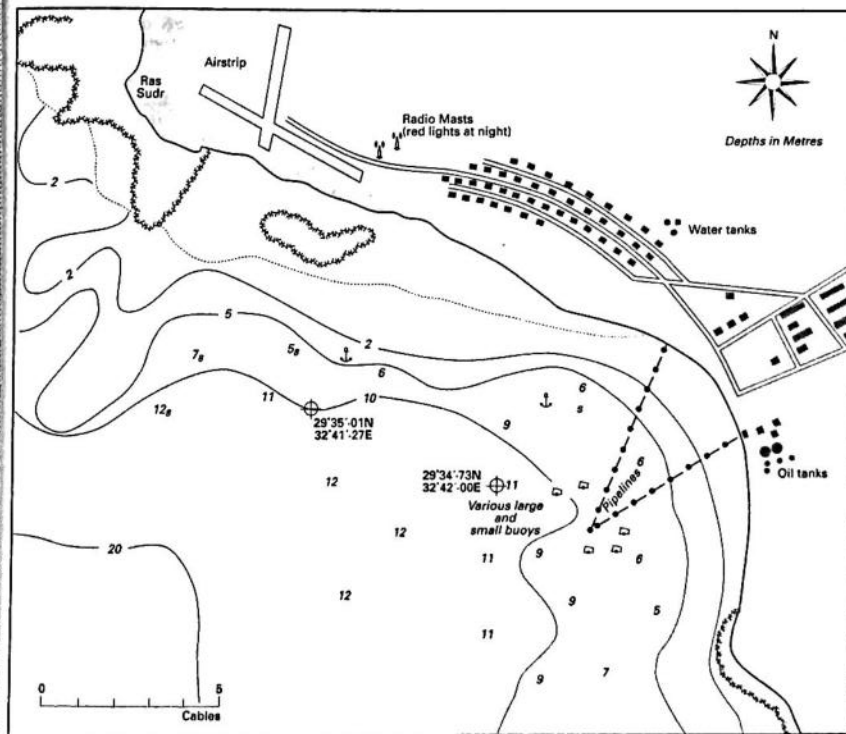 N
Ras
Sudr
Airstrip
Radio Masts
(red lights at night)
Depths in Metres
Water tanks
2
2
5
2
7₈
5₈
6
6
12₈
11
10
s
9
29°35'·01N
32°41'·27E
6
Oil tanks
29°34'·73N
32°42'·00E
11
12
Pipelines
Various large
and
small buoys
12
20
11
9
6
12
9
5
11
9
7
0
5
Cables